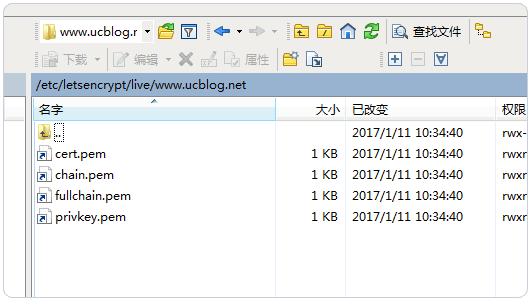 www.ucblog.r 查找文件
下载 编辑 属性
/etc/letsencrypt/live/www.ucblog.net
名字 大小 已改变 权限
.. 2017/1/11 10:34:40 rwx-
cert.pem 1 KB 2017/1/11 10:34:40 rwxr
chain.pem 1 KB 2017/1/11 10:34:40 rwxr
fullchain.pem 1 KB 2017/1/11 10:34:40 rwxr
privkey.pem 1 KB 2017/1/11 10:34:40 rwxr